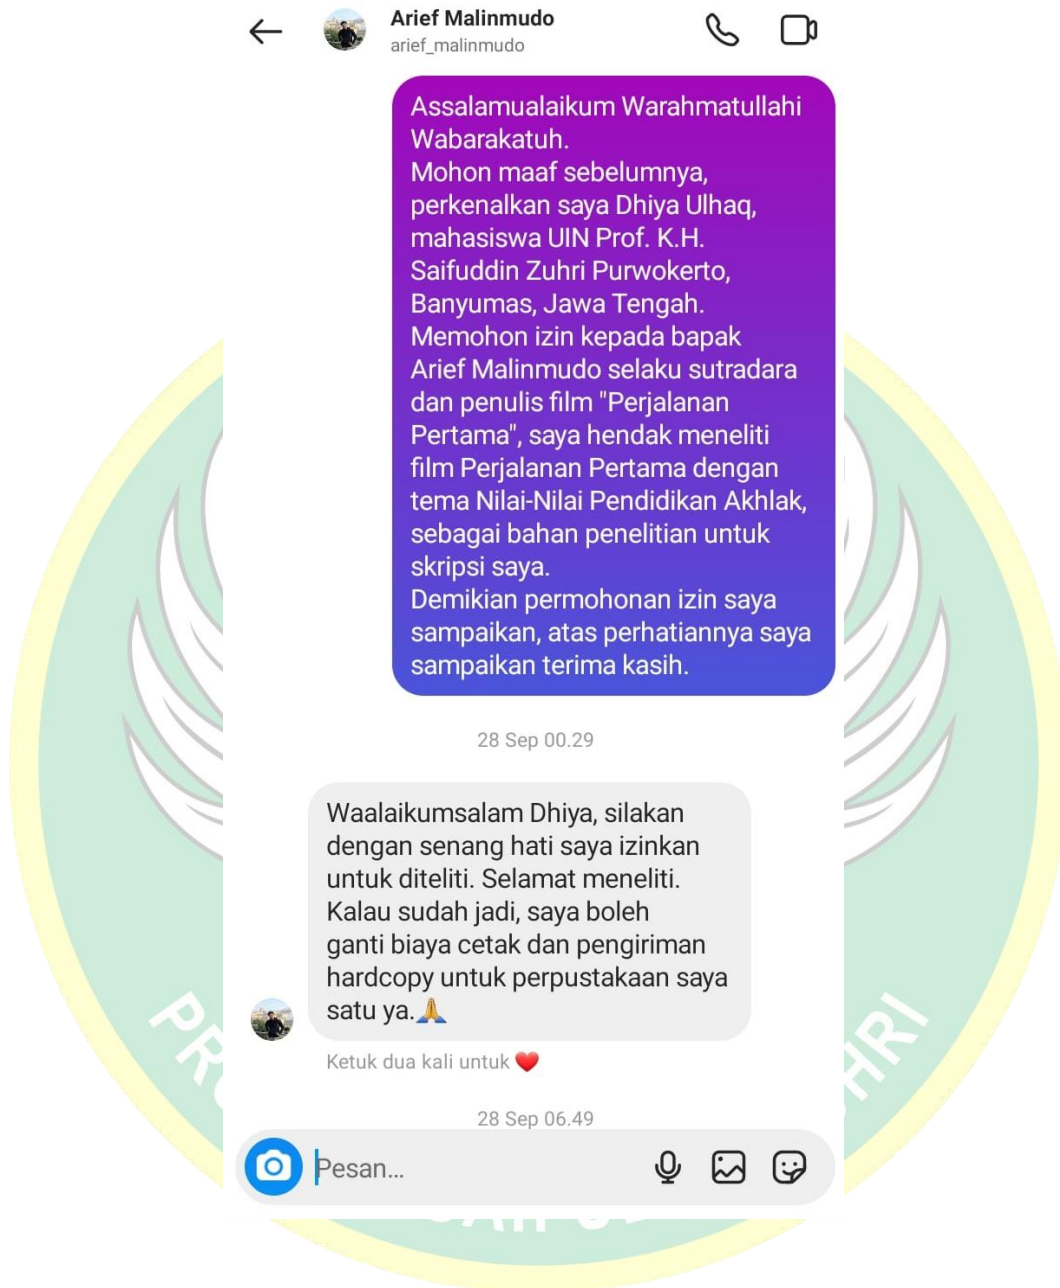 Arief Malinmudo
arief_malinmudo
Assalamualaikum Warahmatullahi
Wabarakatuh.
Mohon maaf sebelumnya,
perkenalkan saya Dhiya Ulhaq,
mahasiswa UIN Prof. K.H.
Saifuddin Zuhri Purwokerto,
Banyumas, Jawa Tengah.
Memohon izin kepada bapak
Arief Malinmudo selaku sutradara
dan penulis film "Perjalanan
Pertama", saya hendak meneliti
film Perjalanan Pertama dengan
tema Nilai-Nilai Pendidikan Akhlak,
sebagai bahan penelitian untuk
skripsi saya.
Demikian permohonan izin saya
sampaikan, atas perhatiannya saya
sampaikan terima kasih.
28 Sep 00.29
Waalaikumsalam Dhiya, silakan
dengan senang hati saya izinkan
untuk diteliti. Selamat meneliti.
Kalau sudah jadi, saya boleh
ganti biaya cetak dan pengiriman
hardcopy untuk perpustakaan saya
satu ya.🙏
Ketuk dua kali untuk ❤️
28 Sep 06.49
Pesan...